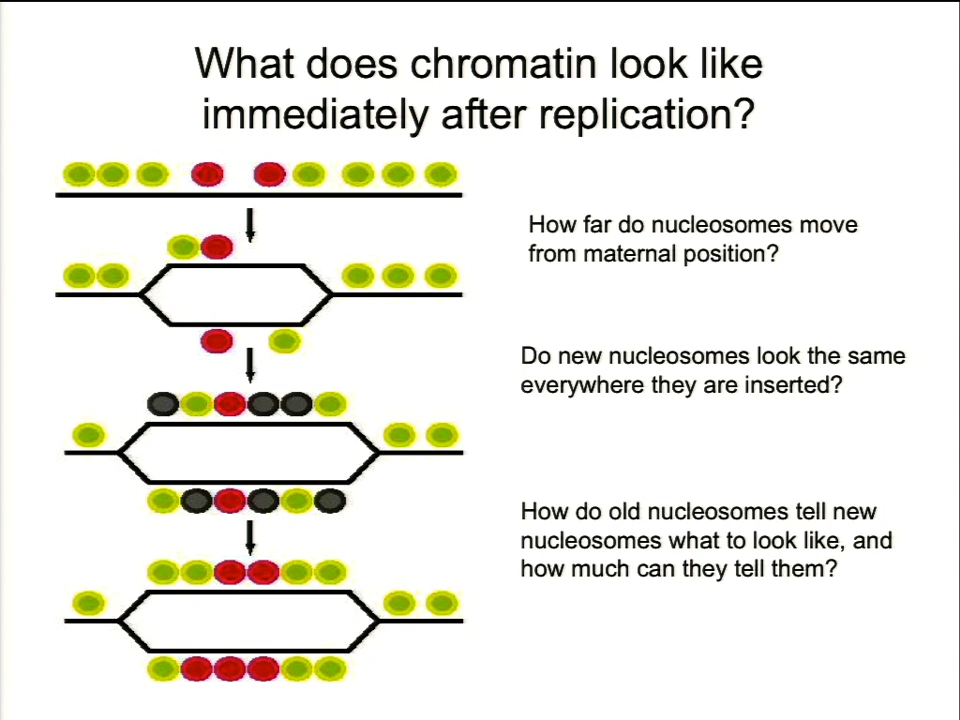 What does chromatin look like
immediately after replication?
How far do nucleosomes move
from maternal position?
Do new nucleosomes look the same
everywhere they are inserted?
How do old nucleosomes tell new
nucleosomes what to look like, and
how much can they tell them?